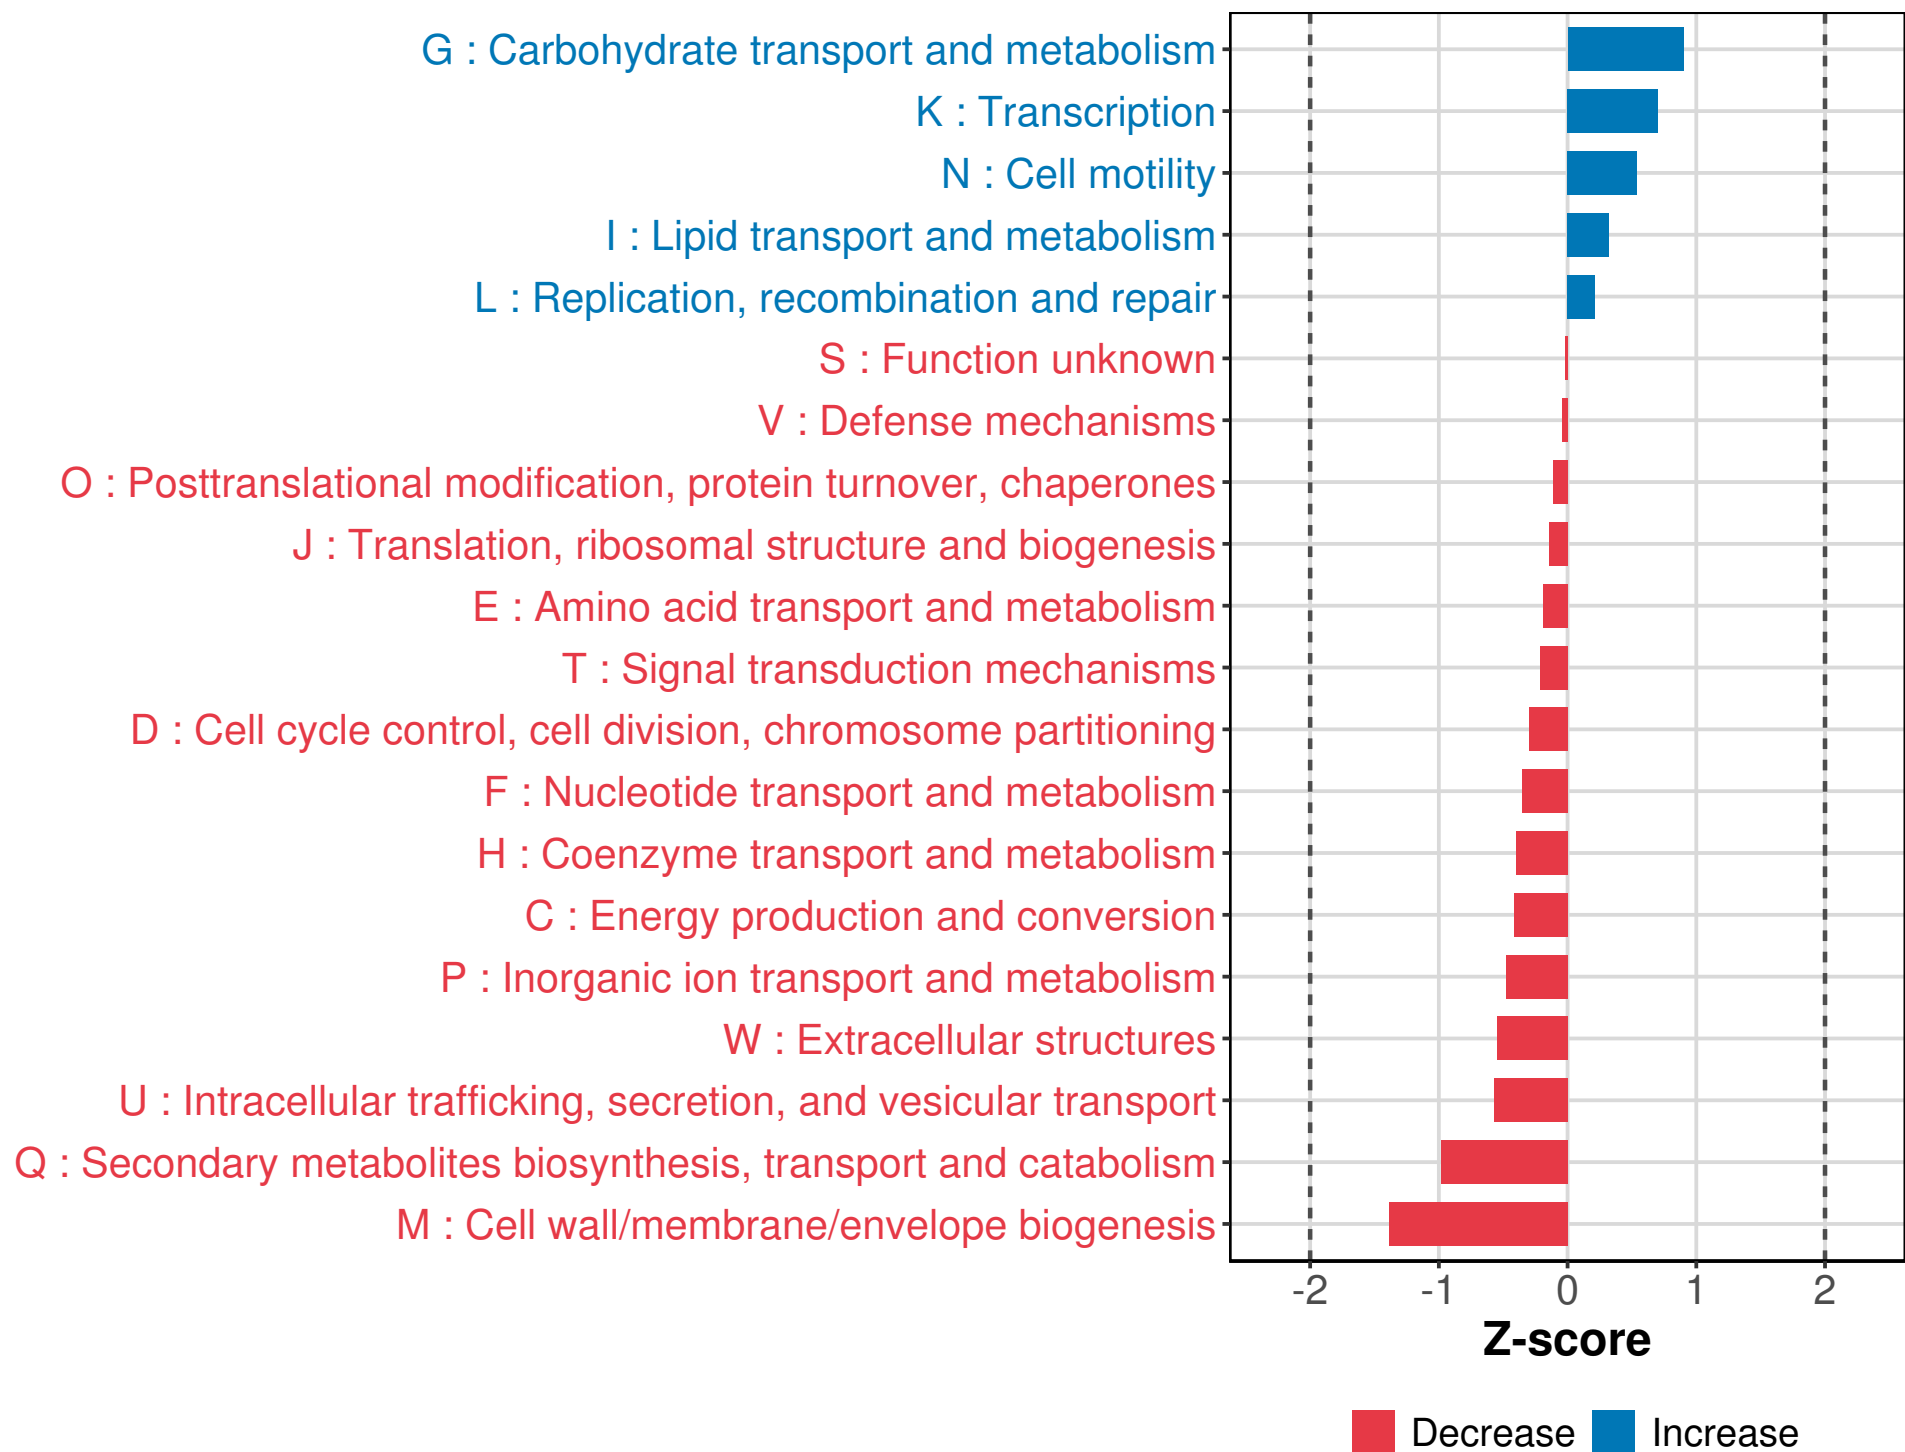 G : Carbohydrate transport and metabolism
K : Transcription
N : Cell motility
I : Lipid transport and metabolism
L : Replication, recombination and repair
S : Function unknown
V : Defense mechanisms
O : Posttranslational modification, protein turnover, chaperones
J : Translation, ribosomal structure and biogenesis
E : Amino acid transport and metabolism
T : Signal transduction mechanisms
D : Cell cycle control, cell division, chromosome partitioning
F : Nucleotide transport and metabolism
H : Coenzyme transport and metabolism
C : Energy production and conversion
P : Inorganic ion transport and metabolism
W : Extracellular structures
U : Intracellular trafficking, secretion, and vesicular transport
Q : Secondary metabolites biosynthesis, transport and catabolism
M : Cell wall/membrane/envelope biogenesis
-2 -1 0 1 2
Z-score
Decrease Increase